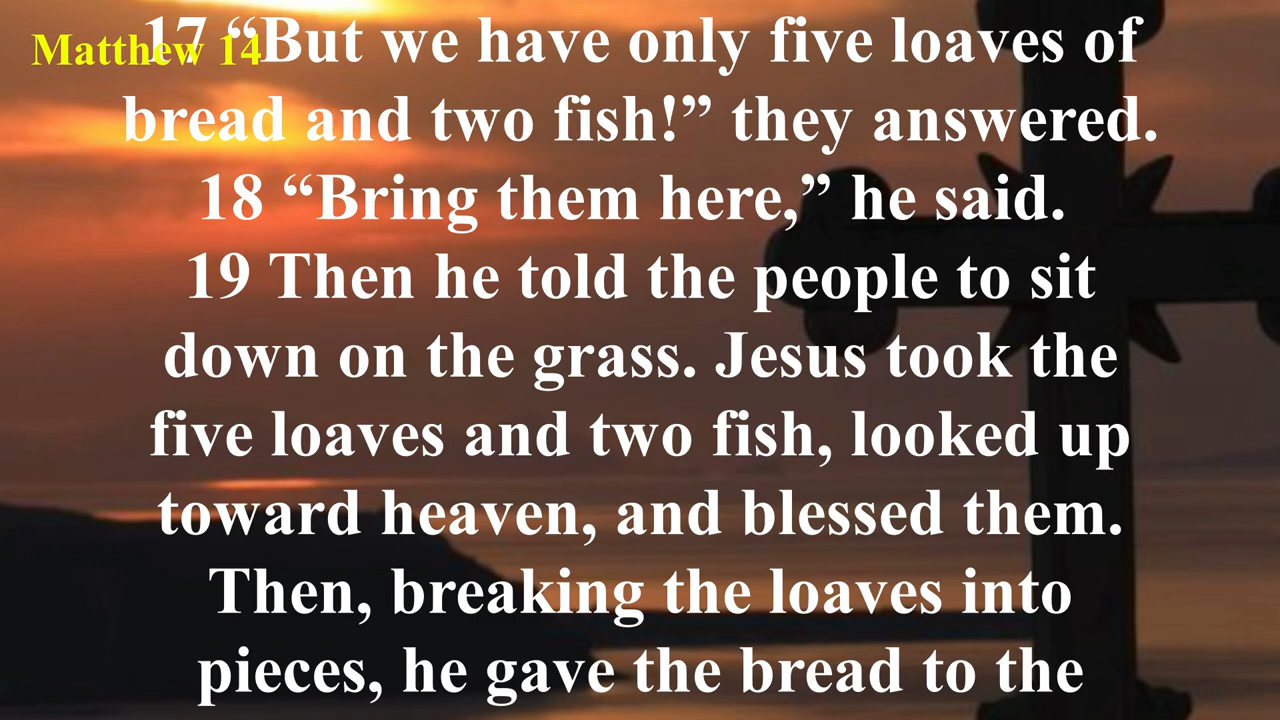 Matthew 14
17 “But we have only five loaves of
bread and two fish!” they answered.
18 “Bring them here,” he said.
19 Then he told the people to sit
down on the grass. Jesus took the
five loaves and two fish, looked up
toward heaven, and blessed them.
Then, breaking the loaves into
pieces, he gave the bread to the